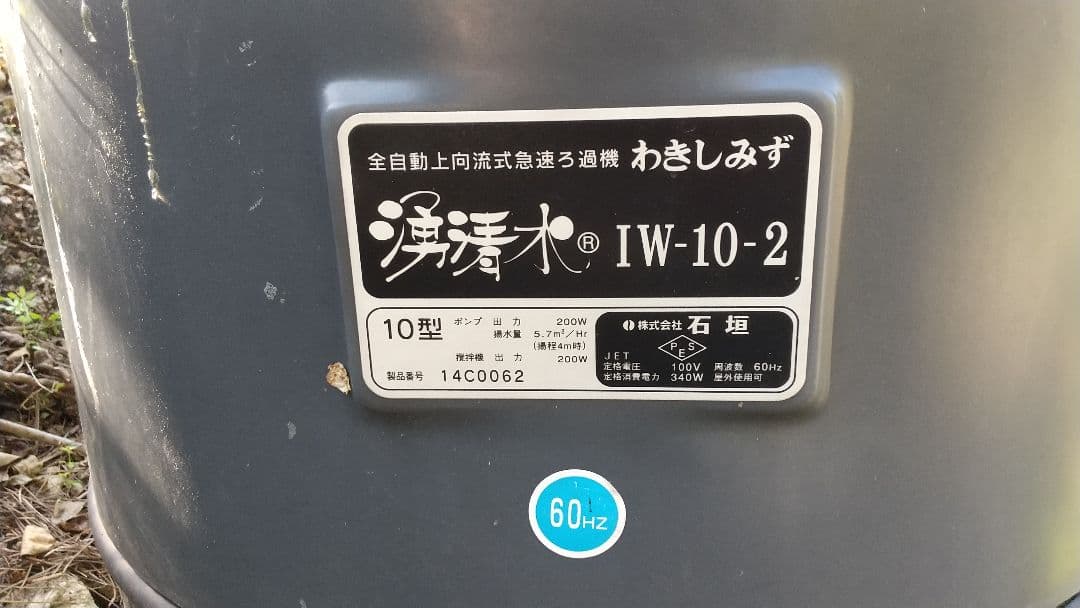 全自動上向流式急速ろ過機 わきしみず
湧清水® IW-10-2
10型
ポンプ 出力 200W
揚水量 5.7m³/Hr
(揚程4m時)
攪拌機 出力 200W
製品番号 14C0062
株式会社 石垣
PSE
JET
定格電圧 100V 周波数 60Hz
定格消費電力 340W 屋外使用可
60HZ